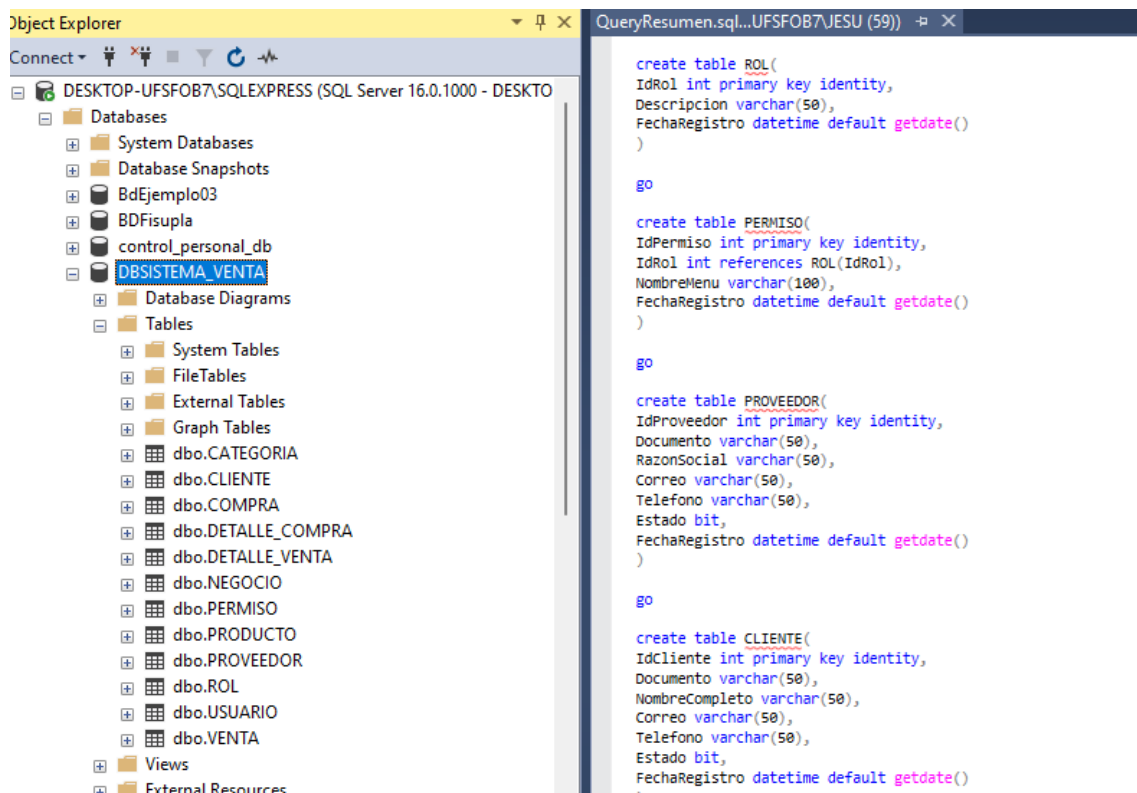 Object Explorer
Connect
DESKTOP-UFSFOB7\SQLEXPRESS (SQL Server 16.0.1000 - DESKTO
Databases
System Databases
Database Snapshots
BdEjemplo03
BDFisupla
control_personal_db
DBSISTEMA_VENTA
Database Diagrams
Tables
System Tables
FileTables
External Tables
Graph Tables
dbo.CATEGORIA
dbo.CLIENTE
dbo.COMPRA
dbo.DETALLE_COMPRA
dbo.DETALLE_VENTA
dbo.NEGOCIO
dbo.PERMISO
dbo.PRODUCTO
dbo.PROVEEDOR
dbo.ROL
dbo.USUARIO
dbo.VENTA
Views
External Resources
QueryResumen.sql...UFSFOB7\JESU (59))
create table ROL(
IdRol int primary key identity,
Descripcion varchar(50),
FechaRegistro datetime default getdate()
)
go
create table PERMISO(
IdPermiso int primary key identity,
IdRol int references ROL(IdRol),
NombreMenu varchar(100),
FechaRegistro datetime default getdate()
)
go
create table PROVEEDOR(
IdProveedor int primary key identity,
Documento varchar(50),
RazonSocial varchar(50),
Correo varchar(50),
Telefono varchar(50),
Estado bit,
FechaRegistro datetime default getdate()
)
go
create table CLIENTE(
IdCliente int primary key identity,
Documento varchar(50),
NombreCompleto varchar(50),
Correo varchar(50),
Telefono varchar(50),
Estado bit,
FechaRegistro datetime default getdate()